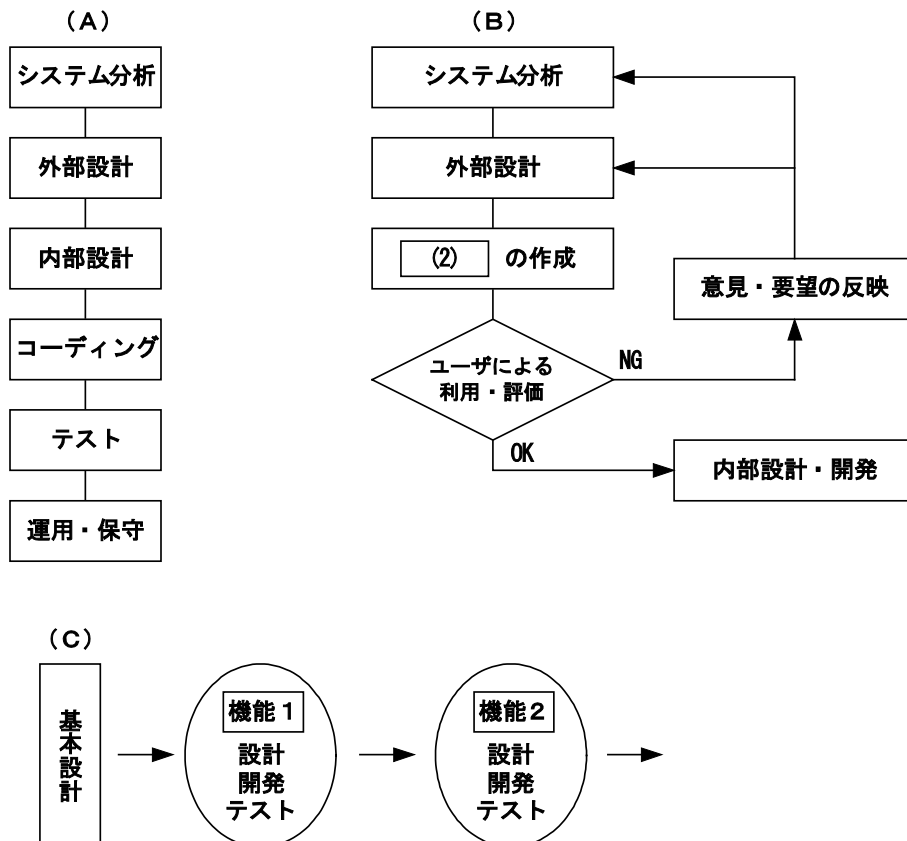 （A）
システム分析
外部設計
内部設計
コーディング
テスト
運用・保守
（B）
システム分析
外部設計
(2) の作成
ユーザによる
利用・評価
NG
OK
意見・要望の反映
内部設計・開発
（C）
基本設計
機能１
設計
開発
テスト
機能２
設計
開発
テスト